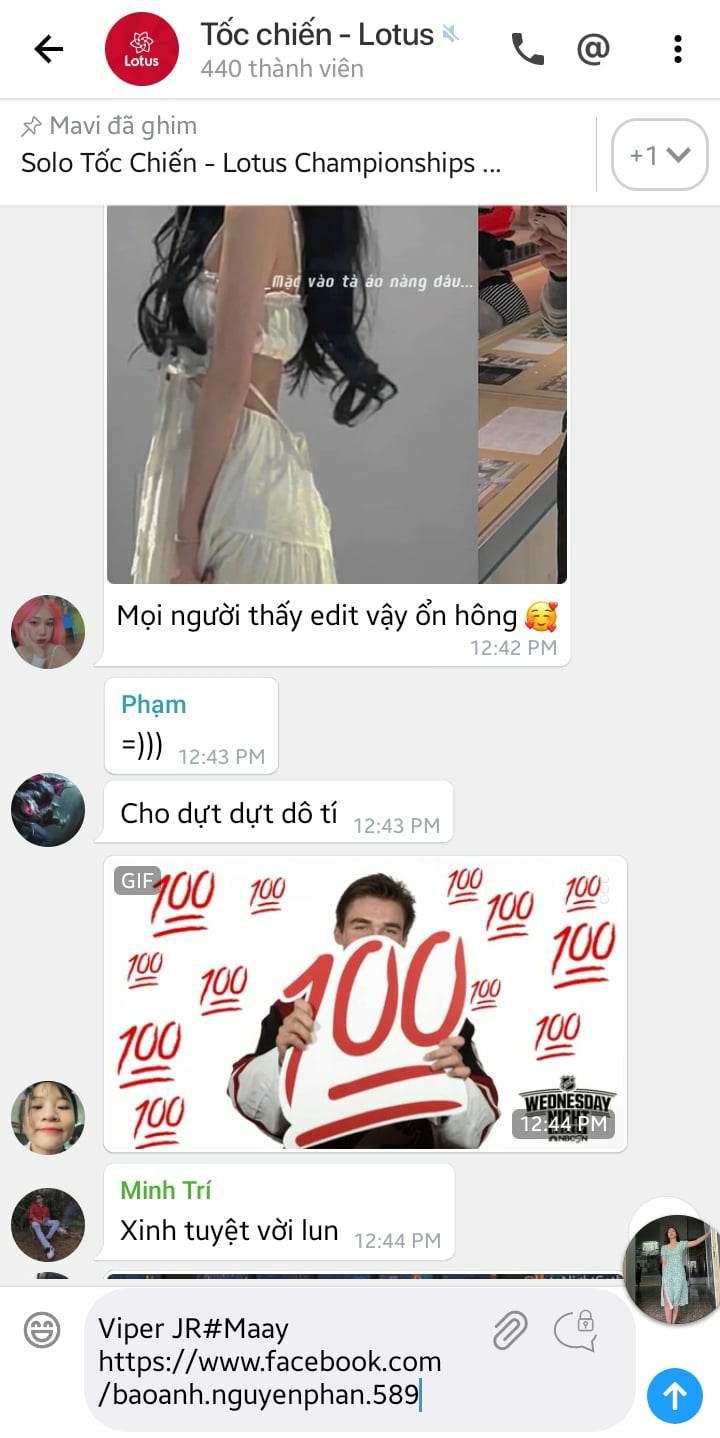 Tốc chiến - Lotus
Lotus
440 thành viên
@
Mavi đã ghim
Solo Tốc Chiến - Lotus Championships ...
+1
_Mặc vào tà áo nàng dâu...
Mọi người thấy edit vậy ổn hông 🥰
12:42 PM
Phạm
=)))
12:43 PM
Cho dựt dựt dô tí
12:43 PM
GIF
100
100
100
100
100
100
100
100
100
100
100
100
100
WEDNESDAY
NIGHT
NBCSN
12:44 PM
Minh Trí
Xinh tuyệt vời lun
12:44 PM
Viper JR#Maay
https://www.facebook.com
/baoanh.nguyenphan.589